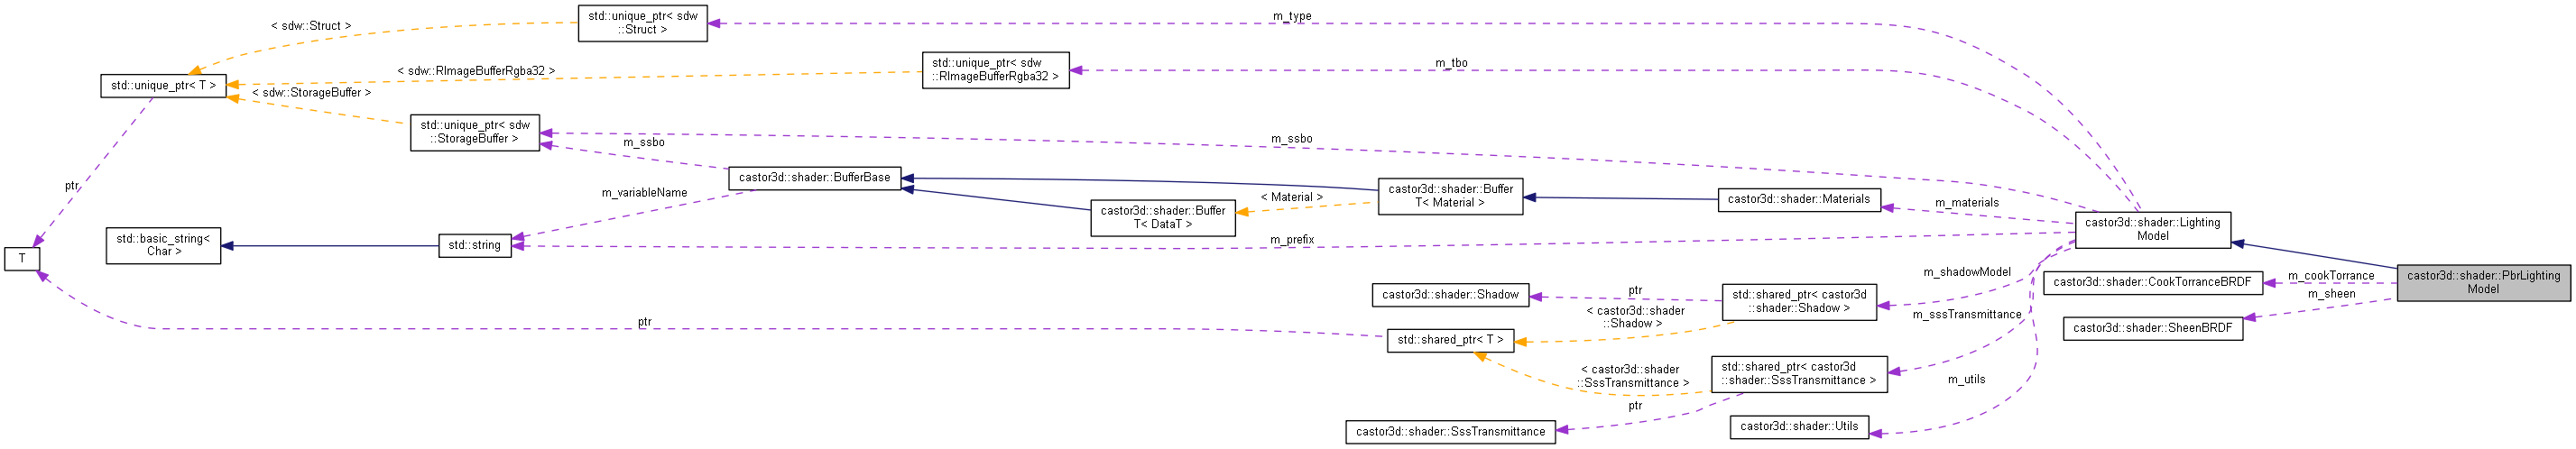 std::unique_ptr< sdw
::Struct >
m_type
< sdw::Struct >
std::unique_ptr< sdw
::RImageBufferRgba32 >
m_tbo
< sdw::RImageBufferRgba32 >
std::unique_ptr< T >
< sdw::StorageBuffer >
std::unique_ptr< sdw
::StorageBuffer >
m_ssbo
m_ssbo
castor3d::shader::BufferBase
ptr
m_variableName
castor3d::shader::Buffer
T< Material >
< Material >
castor3d::shader::Materials
m_materials
castor3d::shader::Buffer
T< DataT >
castor3d::shader::Lighting
Model
std::basic_string<
Char >
std::string
m_prefix
T
m_shadowModel
castor3d::shader::CookTorranceBRDF
m_cookTorrance
castor3d::shader::PbrLighting
Model
m_sheen
castor3d::shader::Shadow
ptr
std::shared_ptr< castor3d
::shader::Shadow >
< castor3d::shader
::Shadow >
m_sssTransmittance
castor3d::shader::SheenBRDF
ptr
std::shared_ptr< T >
< castor3d::shader
::SssTransmittance >
std::shared_ptr< castor3d
::shader::SssTransmittance >
m_utils
ptr
castor3d::shader::SssTransmittance
castor3d::shader::Utils